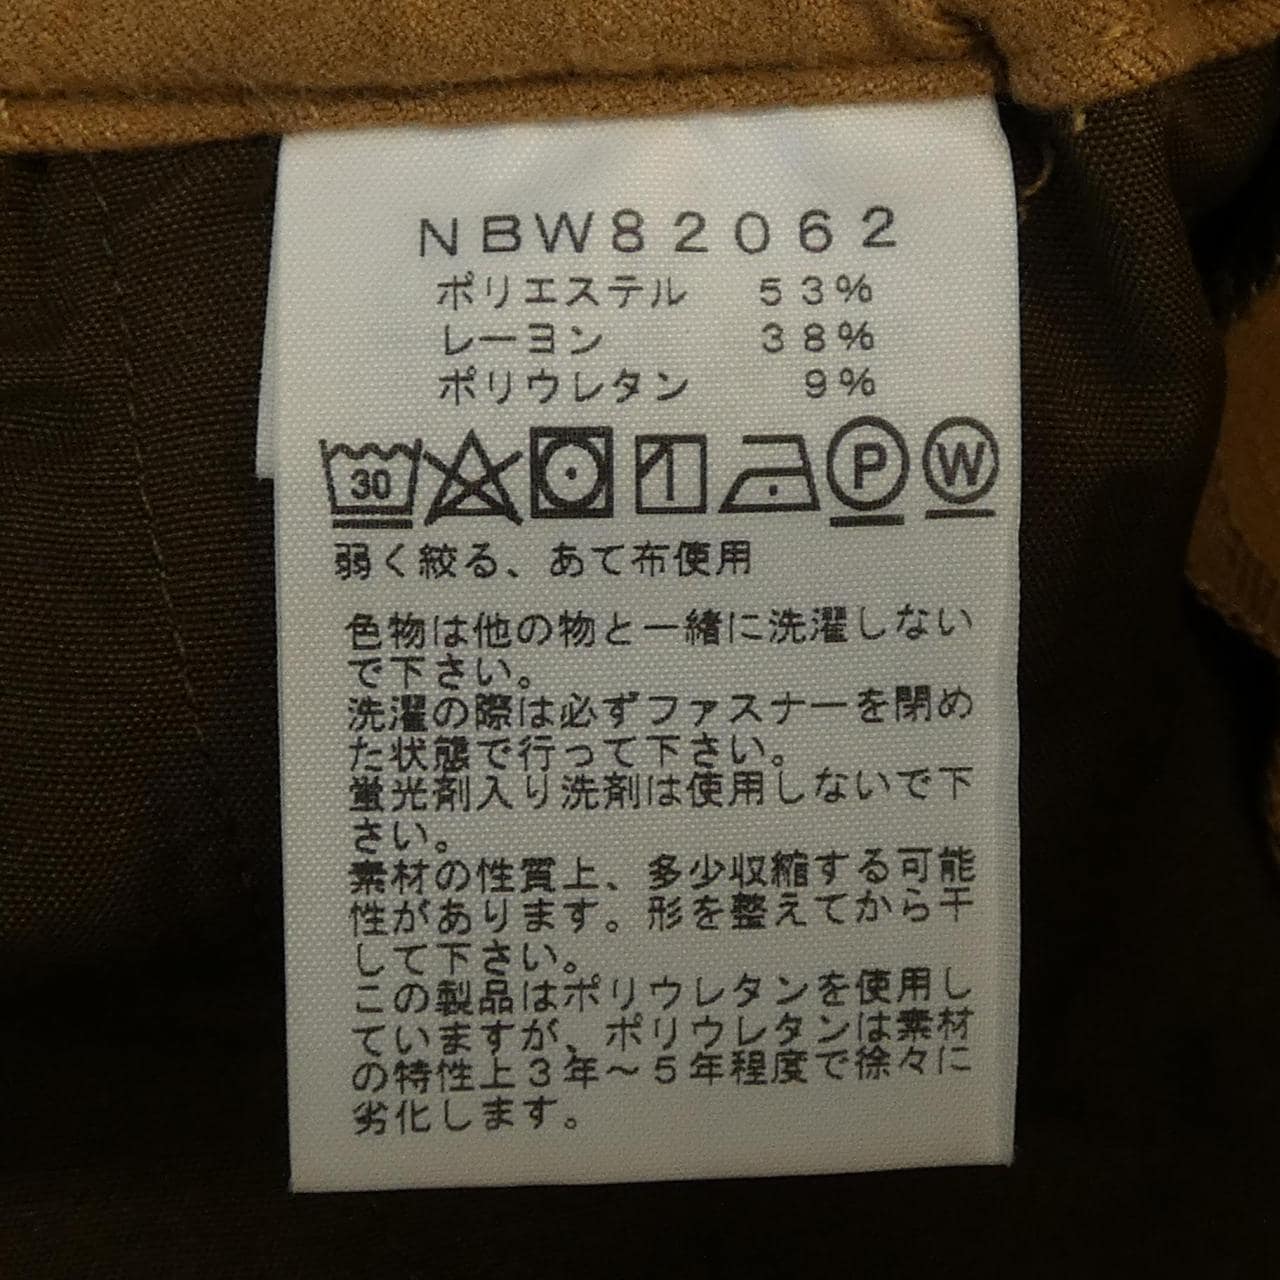 NBW82062
ポリエステル 53%
レーヨン 38%
ポリウレタン 9%
30 P W
弱く絞る、あて布使用
色物は他の物と一緒に洗濯しない
で下さい。
洗濯の際は必ずファスナーを閉め
た状態で行って下さい。
蛍光剤入り洗剤は使用しないで下
さい。
素材の性質上、多少収縮する可能
性があります。形を整えてから干
して下さい。
この製品はポリウレタンを使用し
ていますが、ポリウレタンは素材
の特性上3年～5年程度で徐々に
劣化します。